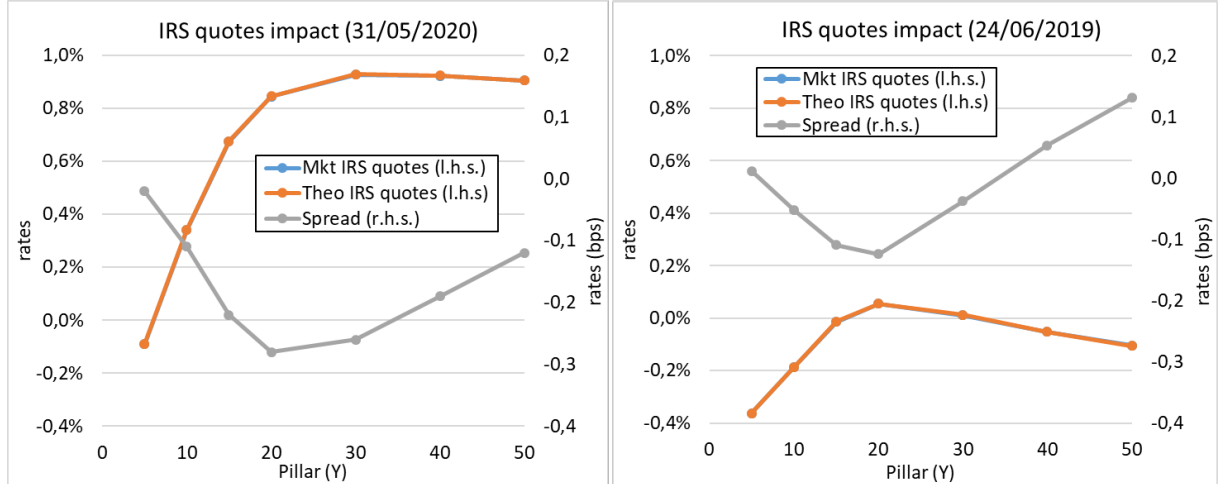 IRS quotes impact (31/05/2020)
1,0%
0,8%
0,6%
0,4%
0,2%
0,0%
-0,2%
-0,4%
rates
0,2
0,1
0,0
-0,1
-0,2
-0,3
-0,4
rates (bps)
Mkt IRS quotes (l.h.s.)
Theo IRS quotes (l.h.s)
Spread (r.h.s.)
0 10 20 30 40 50
Pillar (Y)
IRS quotes impact (24/06/2019)
1,0%
0,8%
0,6%
0,4%
0,2%
0,0%
-0,2%
-0,4%
rates
0,2
0,1
0,0
-0,1
-0,2
-0,3
-0,4
rates (bps)
Mkt IRS quotes (l.h.s.)
Theo IRS quotes (l.h.s)
Spread (r.h.s.)
0 10 20 30 40 50
Pillar (Y)